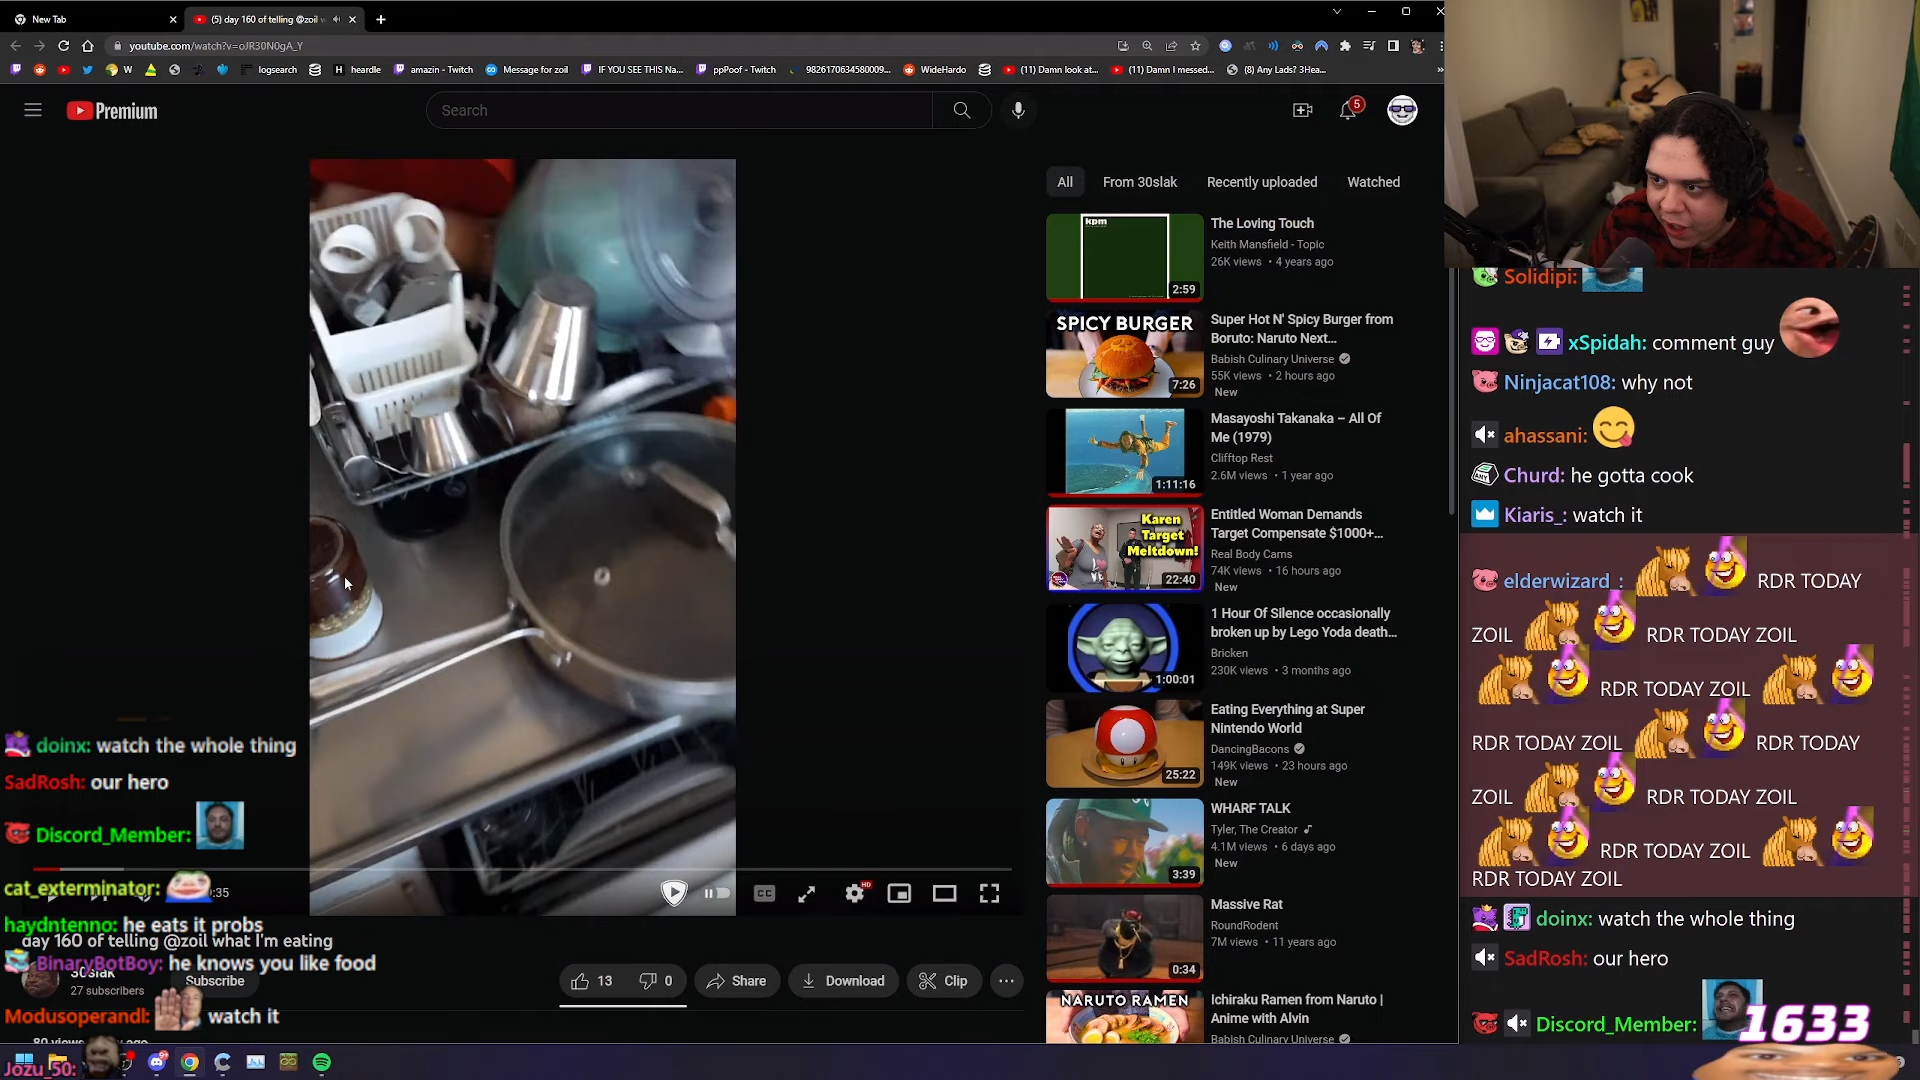 New Tab
(5) day 160 of telling @zoil w
youtube.com/watch?v=oJR30N0gA_Y
W
logsearch
heardle
amazin - Twitch
Message for zoil
IF YOU SEE THIS Na...
ppPoof - Twitch
9826170634580009...
WideHardo
(11) Damn look at...
(11) Damn I messed...
(8) Any Lads? 3Hea...
Premium
Search
5
All
From 30slak
Recently uploaded
Watched
kpm
2:59
The Loving Touch
Keith Mansfield - Topic
26K views • 4 years ago
SPICY BURGER
7:26
Super Hot N' Spicy Burger from
Boruto: Naruto Next...
Babish Culinary Universe
55K views • 2 hours ago
New
1:11:16
Masayoshi Takanaka – All Of
Me (1979)
Clifftop Rest
2.6M views • 1 year ago
Karen
Target
Meltdown!
22:40
Entitled Woman Demands
Target Compensate $1000+...
Real Body Cams
74K views • 16 hours ago
New
1:00:01
1 Hour Of Silence occasionally
broken up by Lego Yoda death...
Bricken
230K views • 3 months ago
25:22
Eating Everything at Super
Nintendo World
DancingBacons
149K views • 23 hours ago
New
3:39
WHARF TALK
Tyler, The Creator
4.1M views • 6 days ago
New
0:34
Massive Rat
RoundRodent
7M views • 11 years ago
NARUTO RAMEN
Ichiraku Ramen from Naruto |
Anime with Alvin
Babish Culinary Universe
doinx: watch the whole thing
SadRosh: our hero
Discord_Member:
cat_exterminator:
:35
CC
HD
haydntenno: he eats it probs
day 160 of telling @zoil what I'm eating
BinaryBotBoy: he knows you like food
30slak
27 subscribers
Subscribe
13
0
Share
Download
Clip
Modusoperandl: watch it
Jozu_50:
Solidipi:
xSpidah: comment guy
Ninjacat108: why not
ahassani:
Churd: he gotta cook
Kiaris_: watch it
elderwizard_: RDR TODAY
ZOIL RDR TODAY ZOIL
RDR TODAY ZOIL
RDR TODAY ZOIL RDR TODAY
ZOIL RDR TODAY ZOIL
RDR TODAY ZOIL
RDR TODAY ZOIL
doinx: watch the whole thing
SadRosh: our hero
Discord_Member:
1633